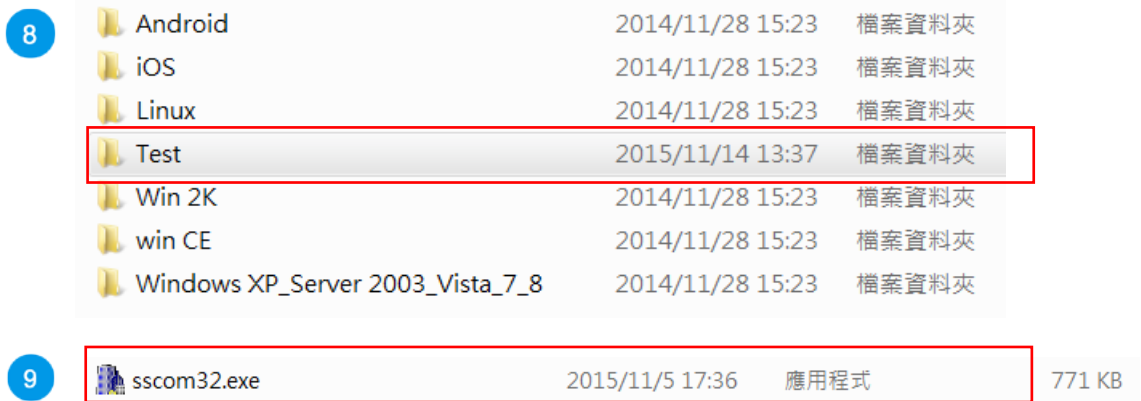 8
Android 2014/11/28 15:23 檔案資料夾
iOS 2014/11/28 15:23 檔案資料夾
Linux 2014/11/28 15:23 檔案資料夾
Test 2015/11/14 13:37 檔案資料夾
Win 2K 2014/11/28 15:23 檔案資料夾
win CE 2014/11/28 15:23 檔案資料夾
Windows XP_Server 2003_Vista_7_8 2014/11/28 15:23 檔案資料夾
9 sscom32.exe 2015/11/5 17:36 應用程式 771 KB